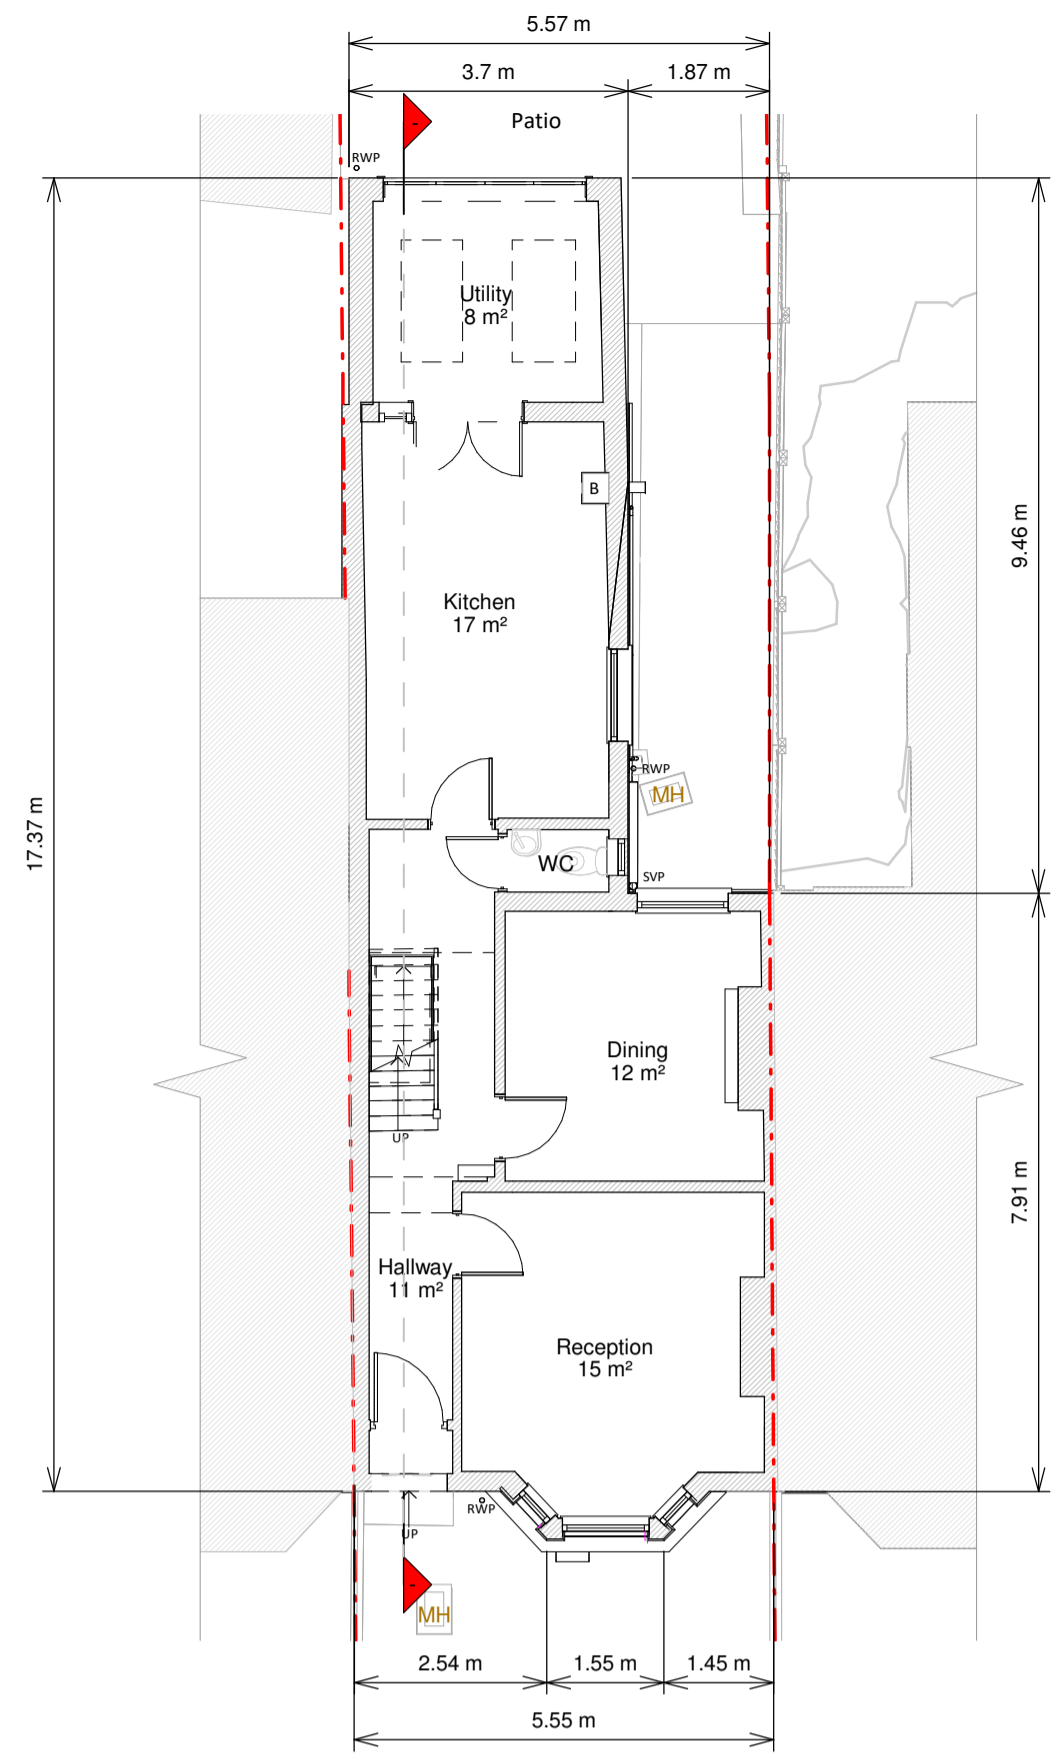 5.57 m
3.7 m
1.87 m
Patio
RWP
Utility
8 m²
B
9.46 m
Kitchen
17 m²
RWP
MH
17.37 m
WC
SVP
Dining
12 m²
UP
7.91 m
Hallway
11 m²
Reception
15 m²
RWP
UP
MH
2.54 m
1.55 m
1.45 m
5.55 m